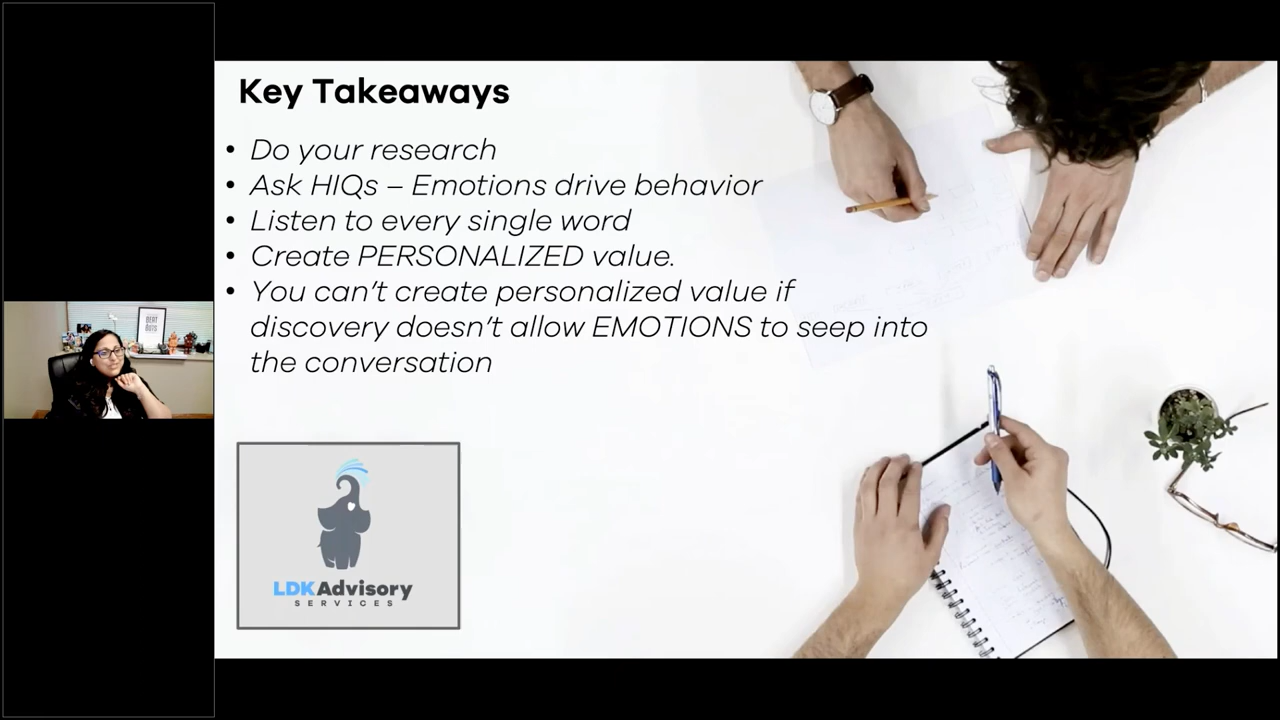 Key Takeaways
• Do your research
• Ask HIQs – Emotions drive behavior
• Listen to every single word
• Create PERSONALIZED value.
• You can't create personalized value if
discovery doesn't allow EMOTIONS to seep into
the conversation
LDKAdvisory
SERVICES